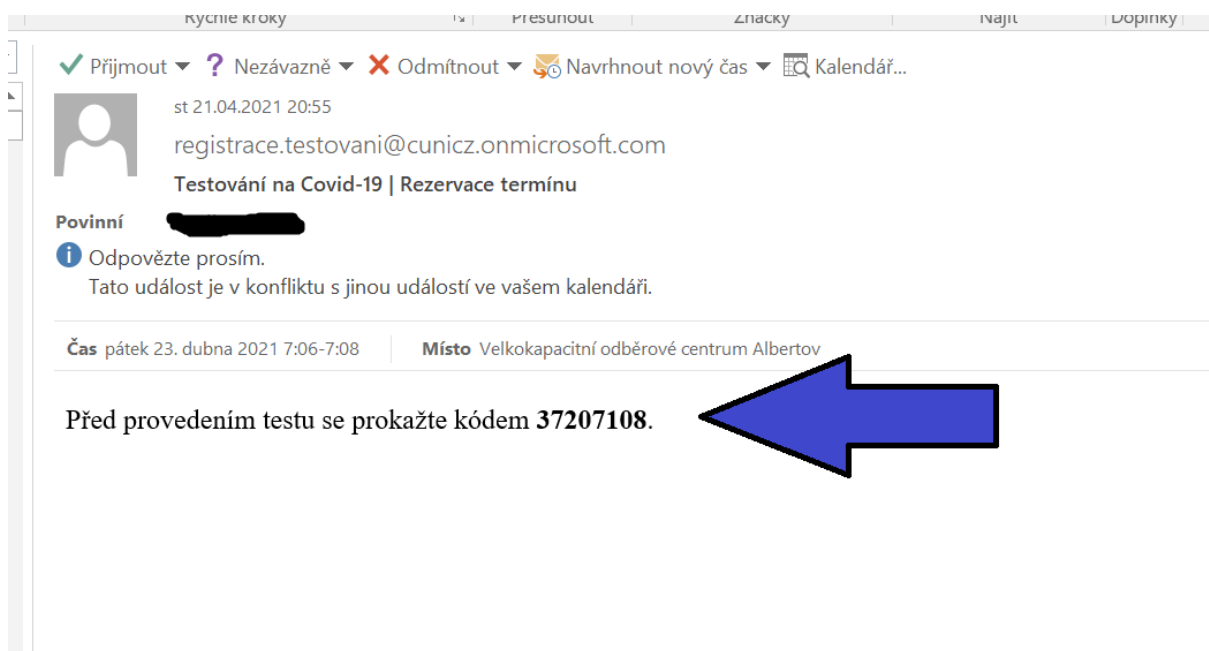 Rychlé kroky Přesunout Značky Najít Doplňky
Přijmout ? Nezávazně Odmítnout Navrhnout nový čas Kalendář...
st 21.04.2021 20:55
registrace.testovani@cunicz.onmicrosoft.com
Testování na Covid-19 | Rezervace termínu
Povinní
Odpovězte prosím.
Tato událost je v konfliktu s jinou událostí ve vašem kalendáři.
Čas pátek 23. dubna 2021 7:06-7:08 Místo Velkokapacitní odběrové centrum Albertov
Před provedením testu se prokažte kódem 37207108.